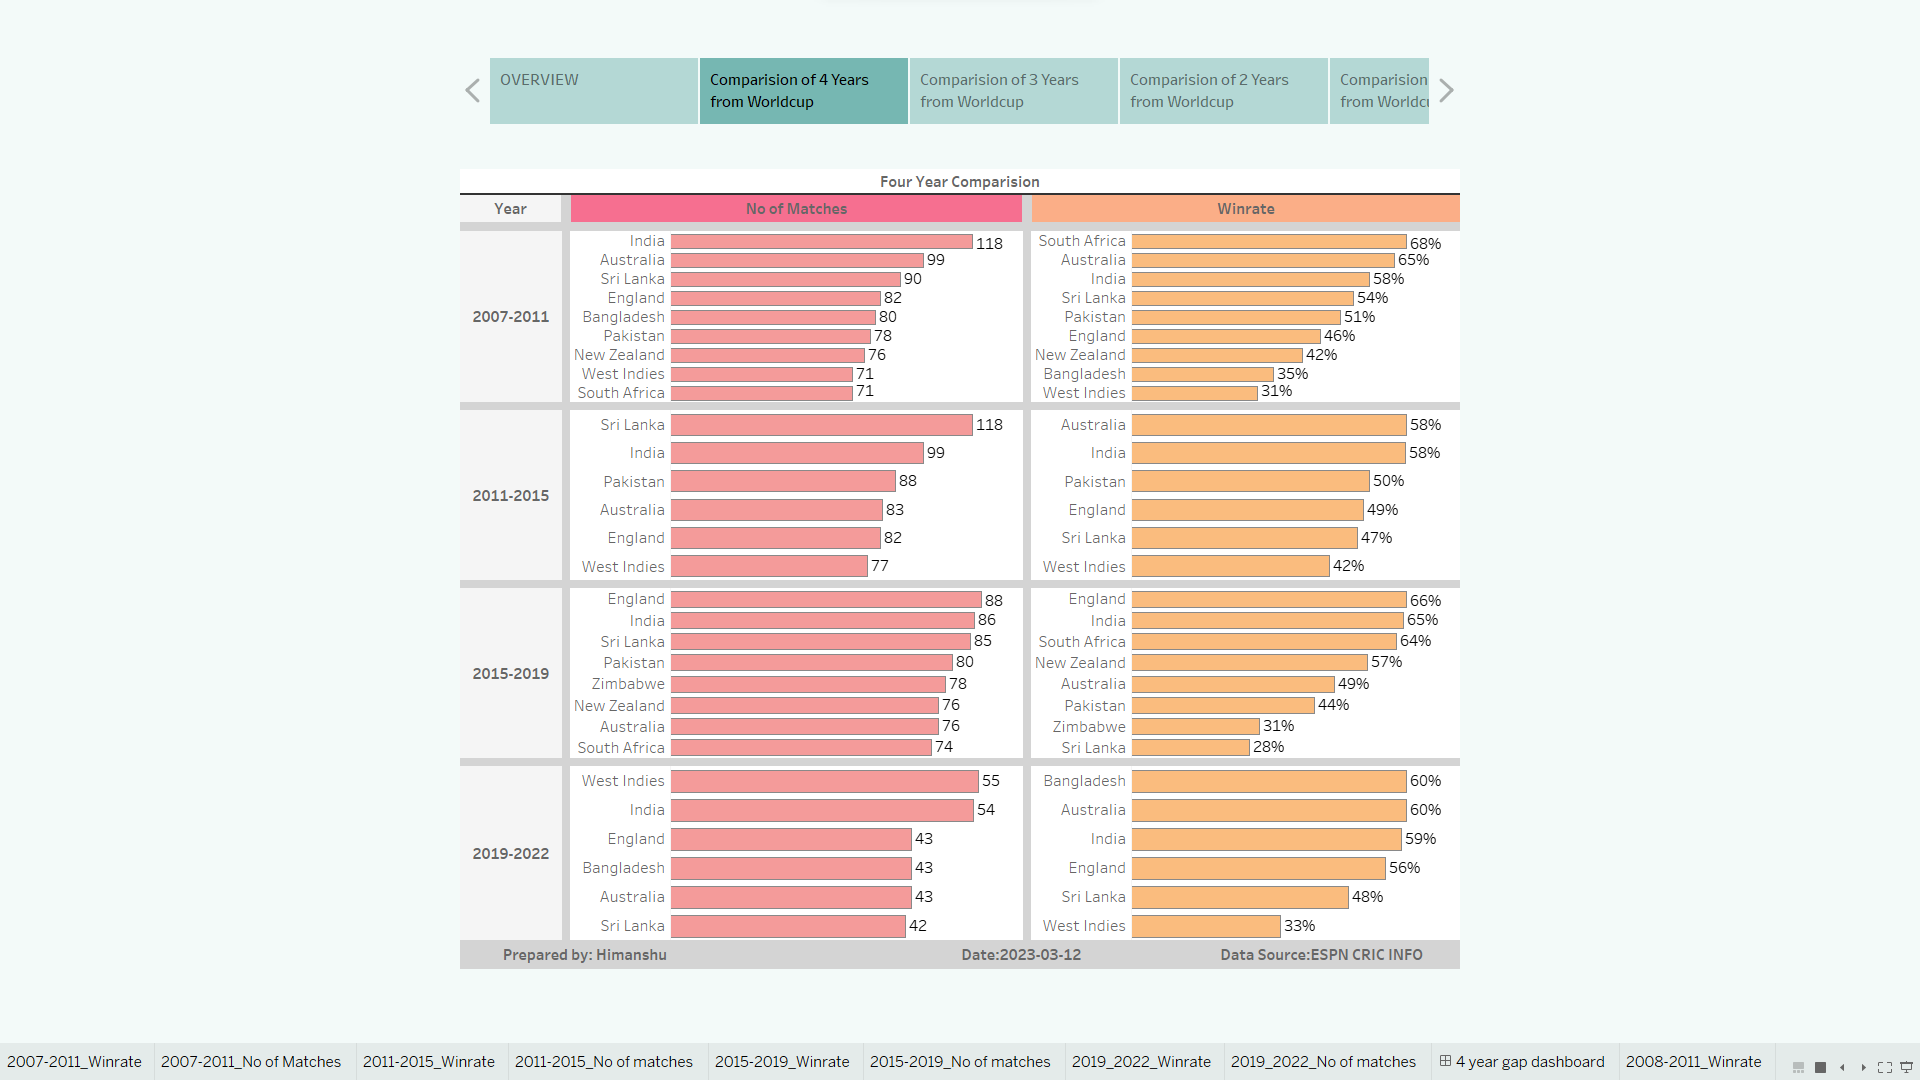 OVERVIEW
Comparision of 4 Years
from Worldcup
Comparision of 3 Years
from Worldcup
Comparision of 2 Years
from Worldcup
Comparision
from
Four Year Comparision
Year
No of Matches
Winrate
2007-2011
India 118
Australia 99
Sri Lanka 90
England 82
Bangladesh 80
Pakistan 78
New Zealand 76
West Indies 71
South Africa 71
South Africa 68%
Australia 65%
India 58%
Sri Lanka 54%
Pakistan 51%
England 46%
New Zealand 42%
Bangladesh 35%
West Indies 31%
2011-2015
Sri Lanka 118
India 99
Pakistan 88
Australia 83
England 82
West Indies 77
Australia 58%
India 58%
Pakistan 50%
England 49%
Sri Lanka 47%
West Indies 42%
2015-2019
England 88
India 86
Sri Lanka 85
Pakistan 80
Zimbabwe 78
New Zealand 76
Australia 76
South Africa 74
England 66%
India 65%
South Africa 64%
New Zealand 57%
Australia 49%
Pakistan 44%
Zimbabwe 31%
Sri Lanka 28%
2019-2022
West Indies 55
India 54
England 43
Bangladesh 43
Australia 43
Sri Lanka 42
Bangladesh 60%
Australia 60%
India 59%
England 56%
Sri Lanka 48%
West Indies 33%
Prepared by: Himanshu
Date:2023-03-12
Data Source:ESPN CRIC INFO
2007-2011_Winrate
2007-2011_No of Matches
2011-2015_Winrate
2011-2015_No of matches
2015-2019_Winrate
2015-2019_No of matches
2019_2022_Winrate
2019_2022_No of matches
4 year gap dashboard
2008-2011_Winrate